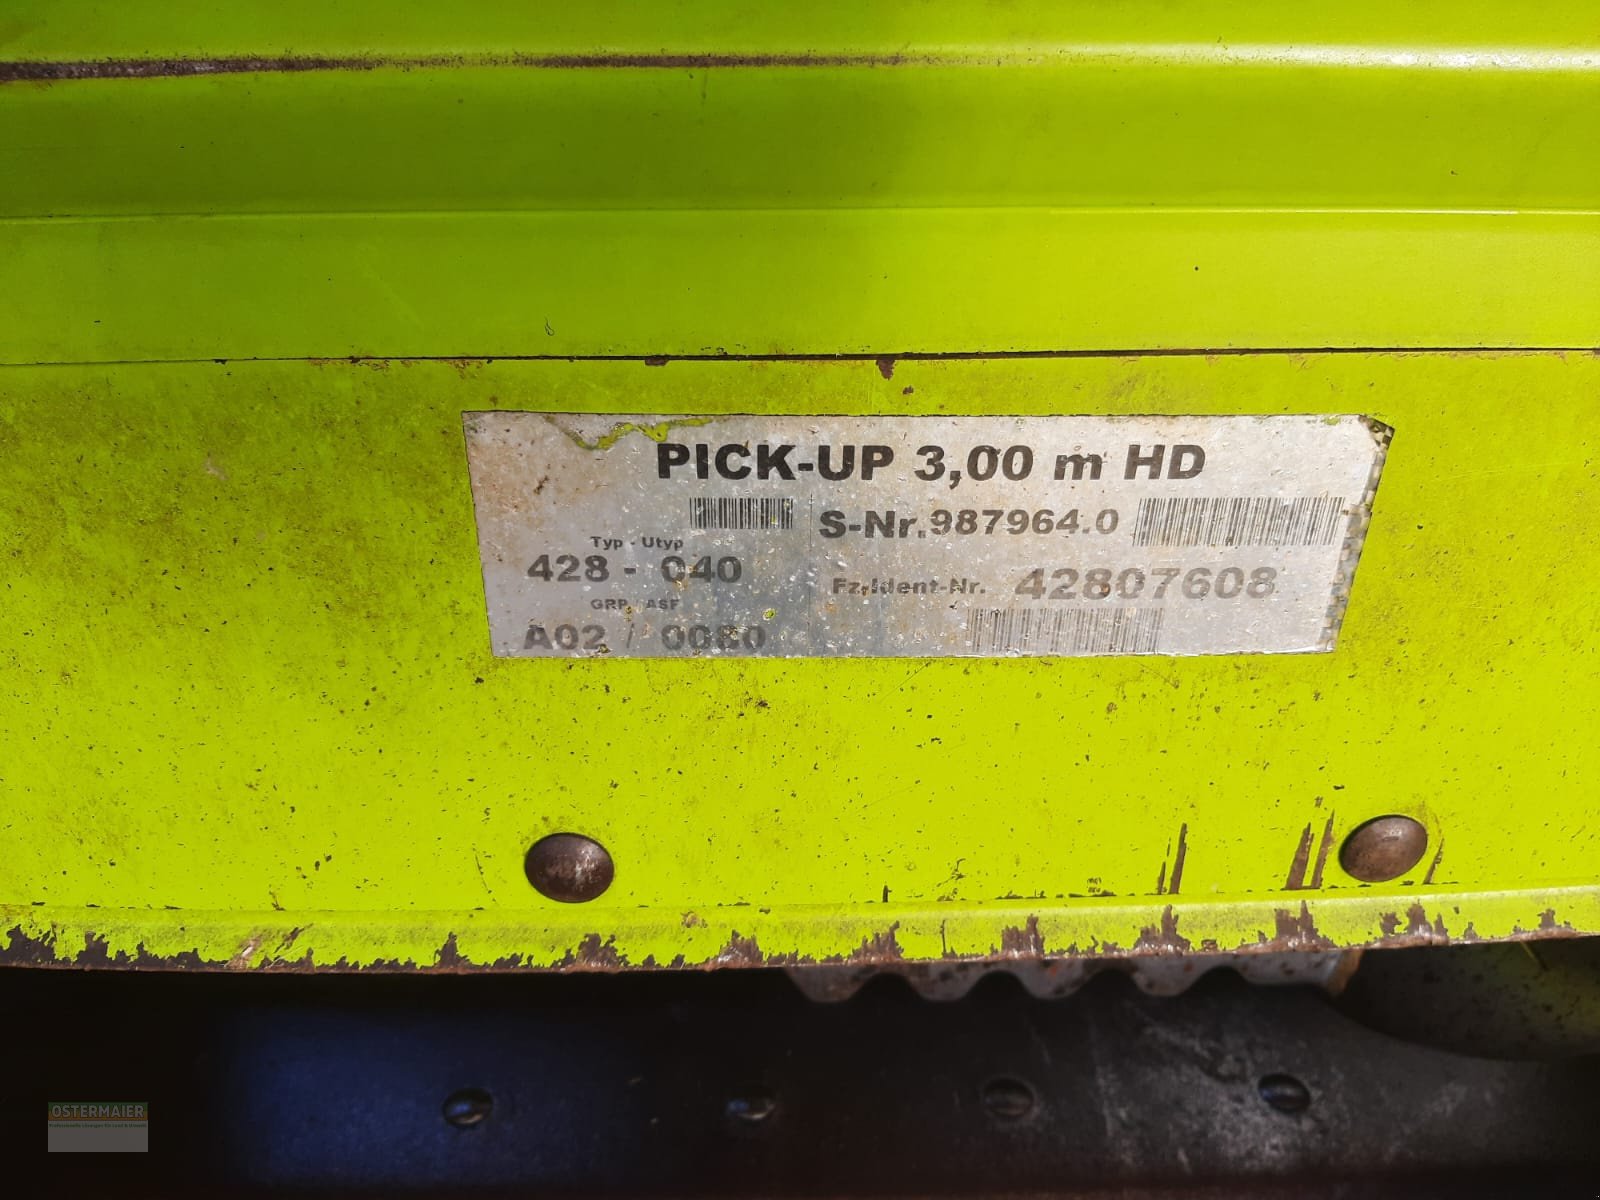 PICK-UP 3,00 m HD
S-Nr. 987964.0
Typ - Utyp
428 - 040
Fz.Ident-Nr. 42807608
GRP. / ASF
A02 / 0080
OSTERMAIER